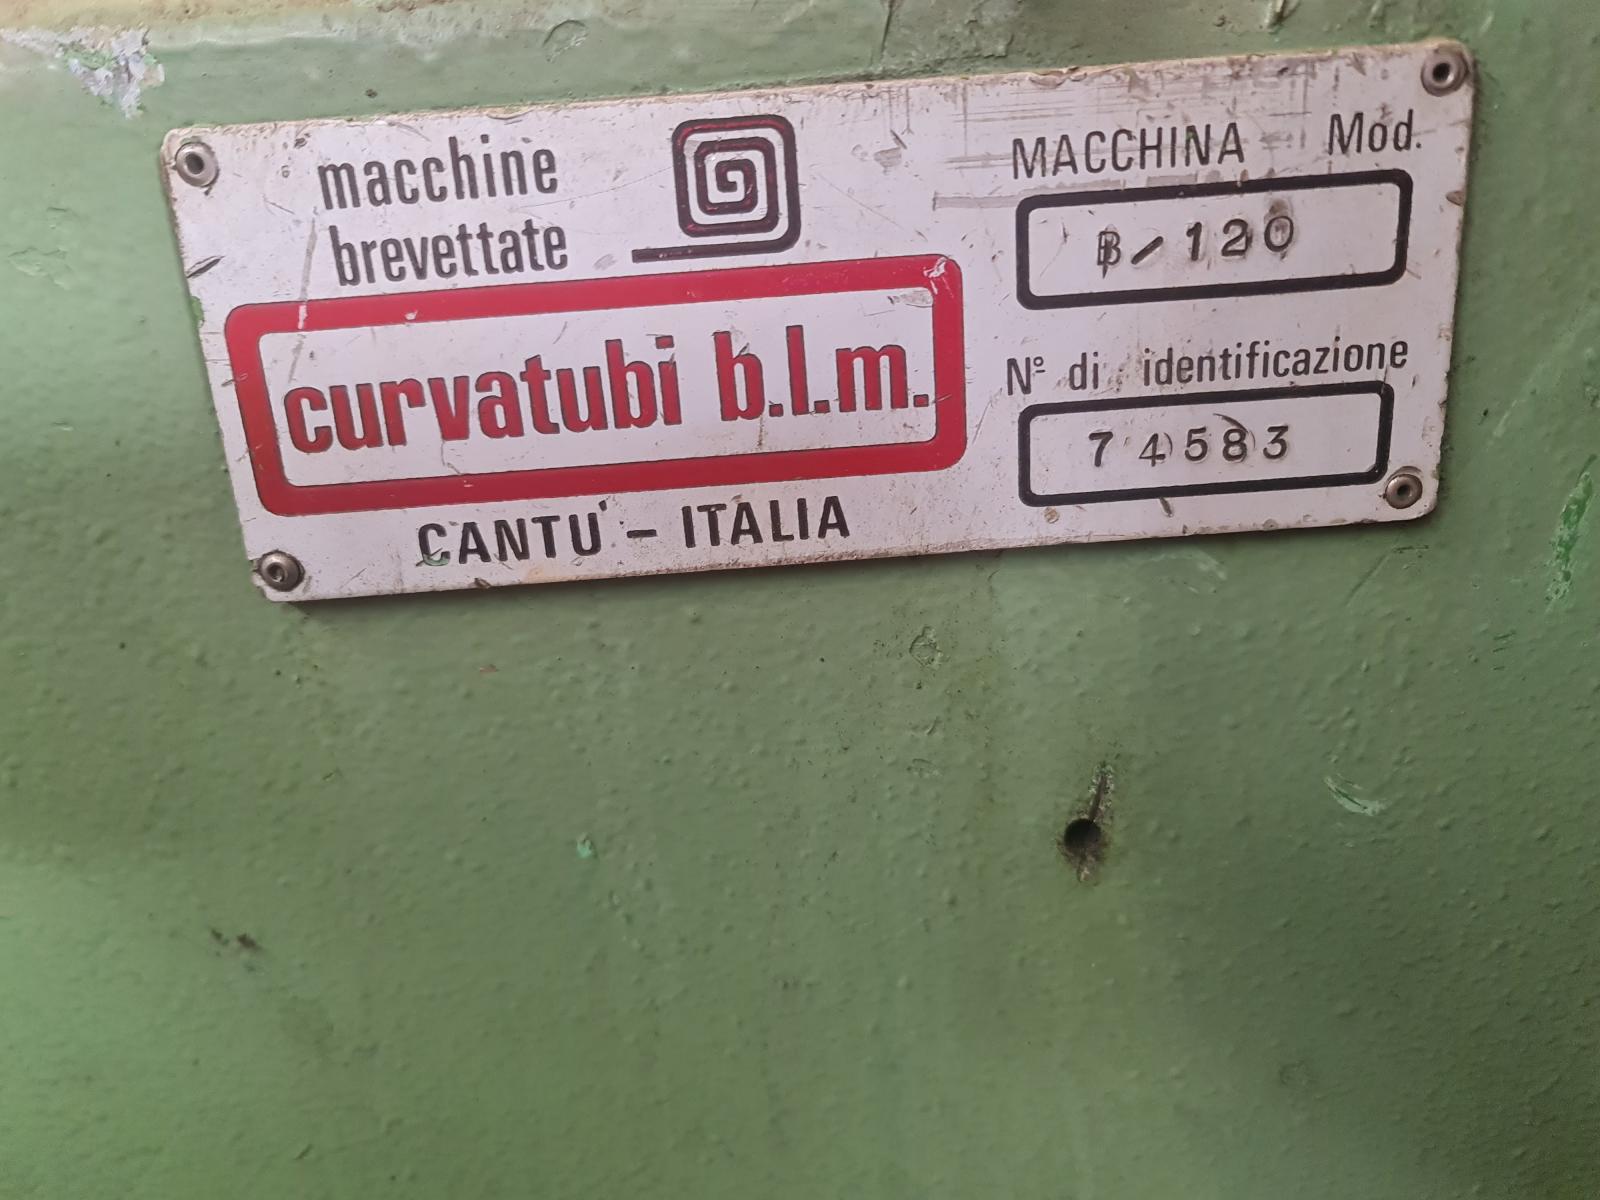 macchine
brevettate
curvatubi b.l.m.
CANTU' - ITALIA
MACCHINA Mod.
B/120
N° di identificazione
74583